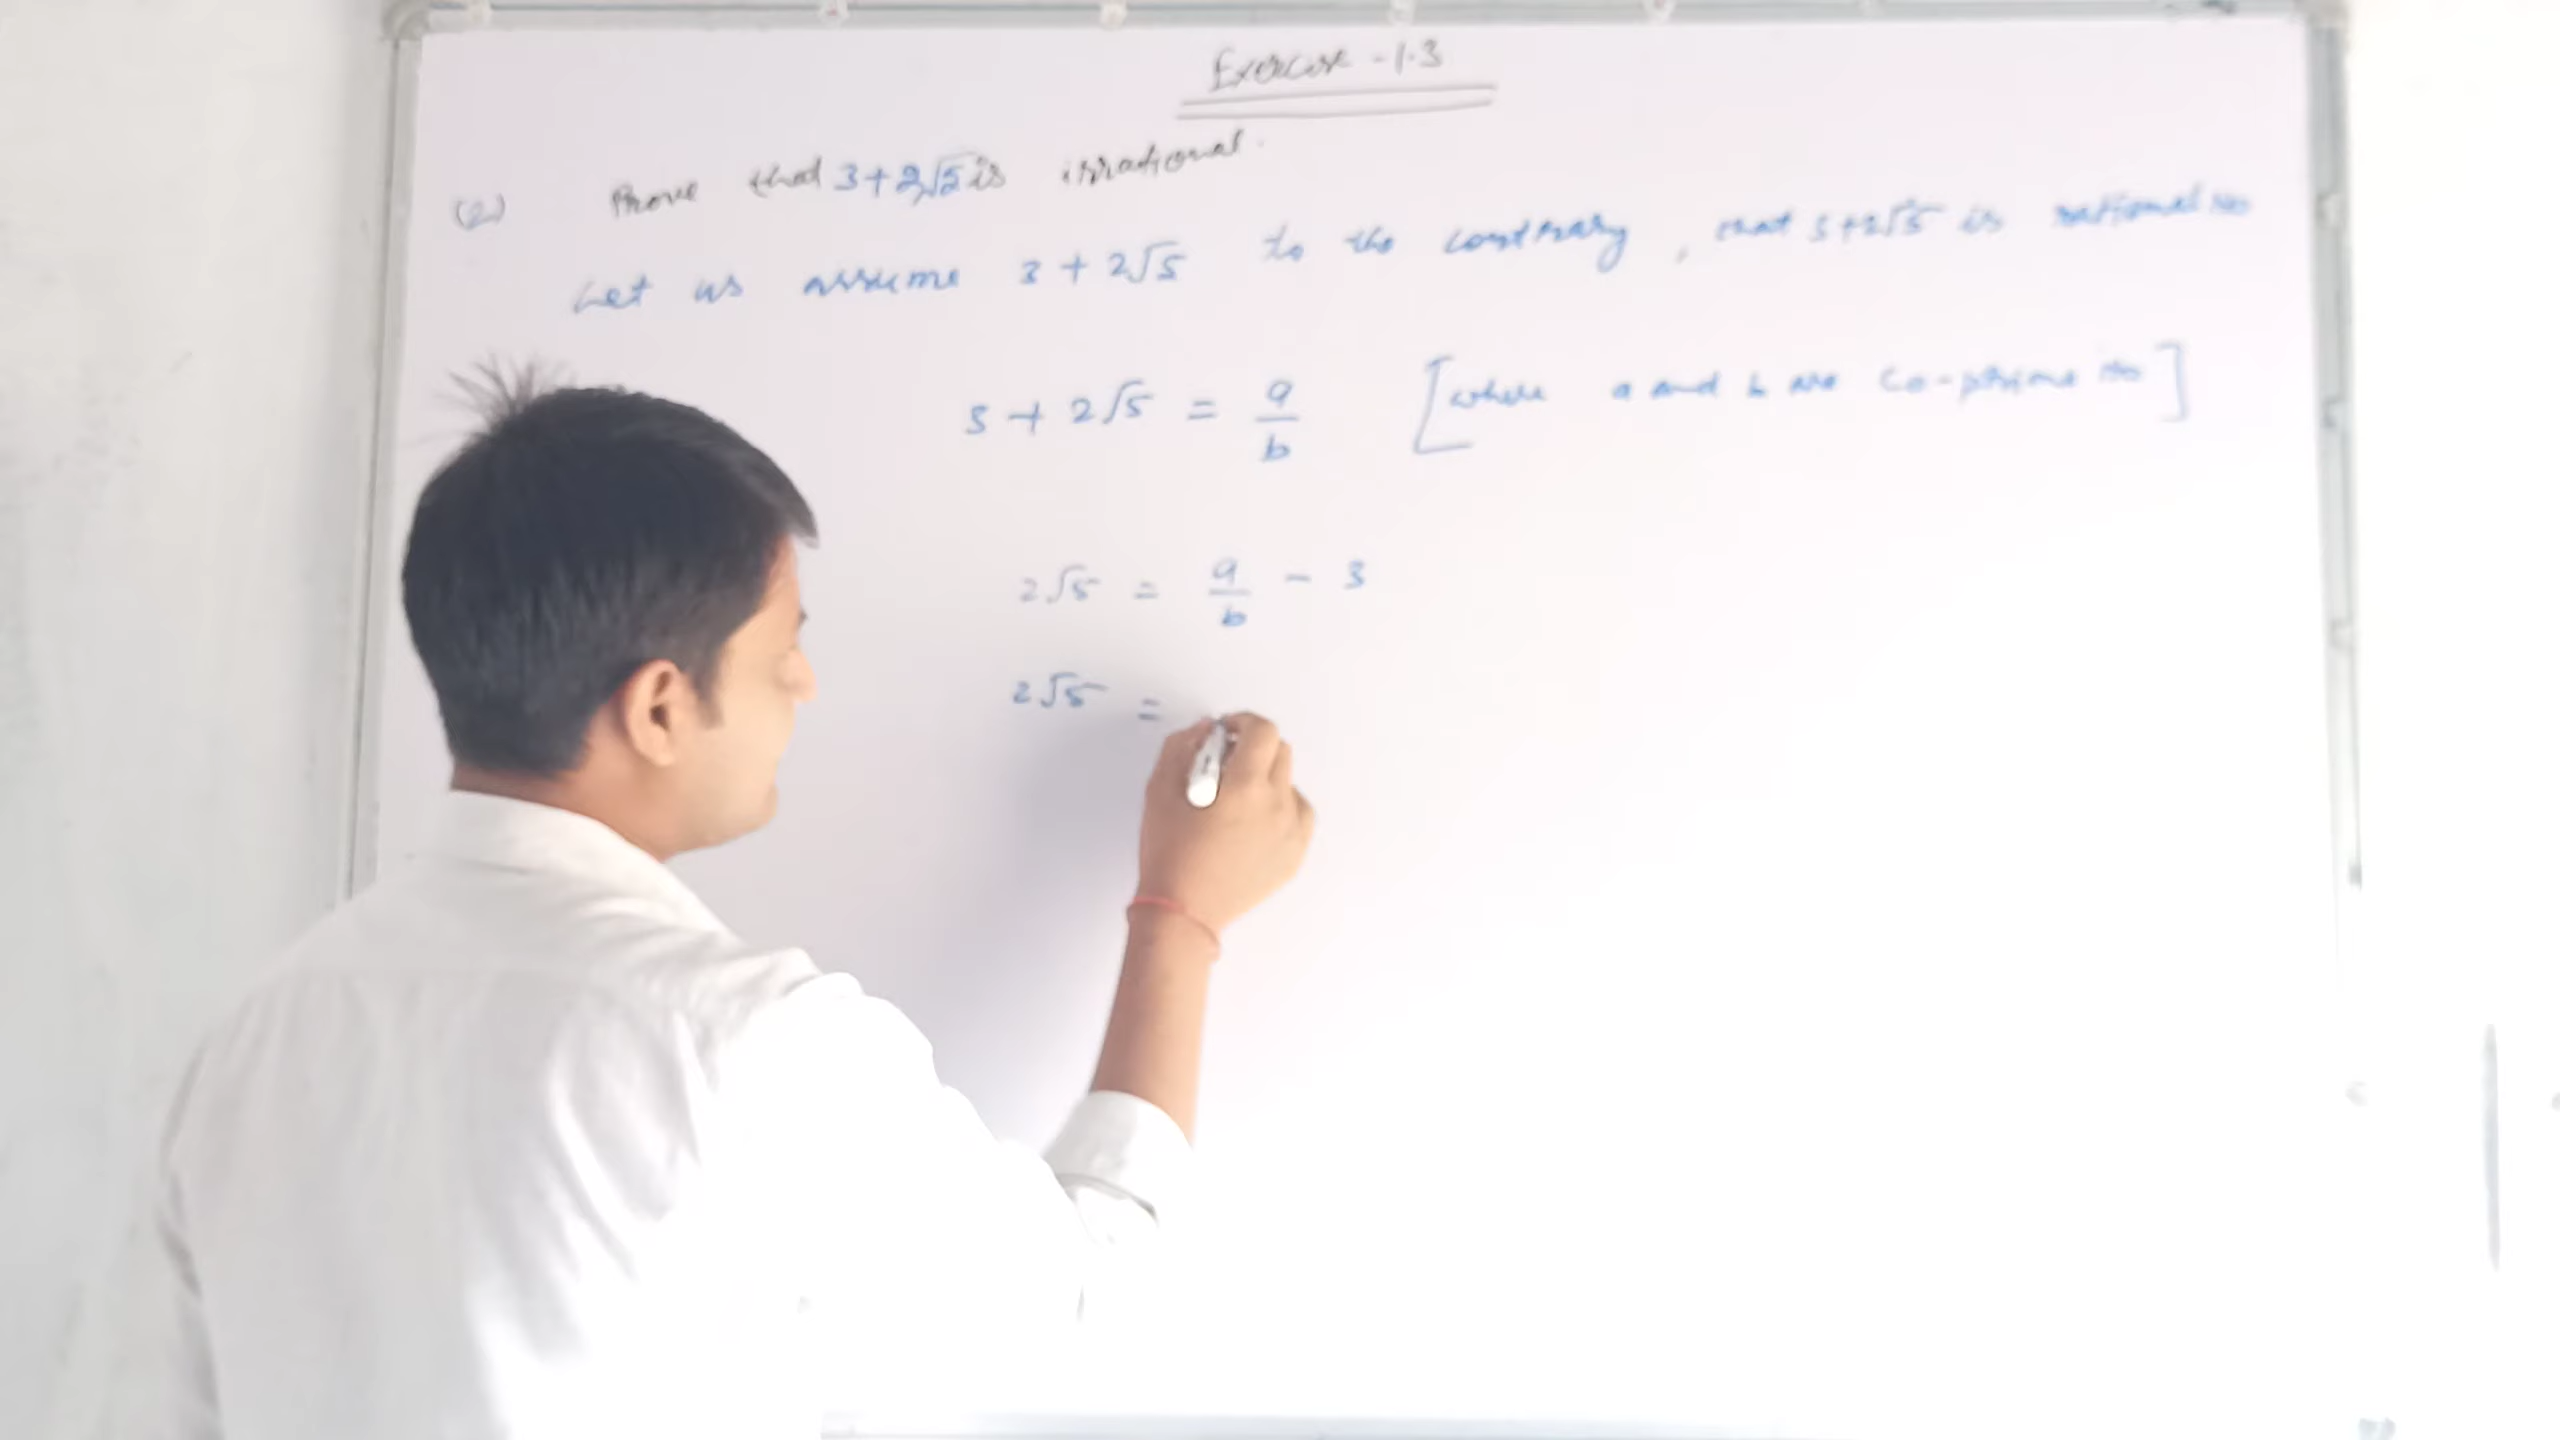 Exercise - 1.3
(2) Prove that 3+2√5 is irrational.
Let us assume 3 + 2√5 to the contrary, that 3+2√5 is rational no
3 + 2√5 = a/b [where a and b are Co-prime no]
2√5 = a/b - 3
2√5 =